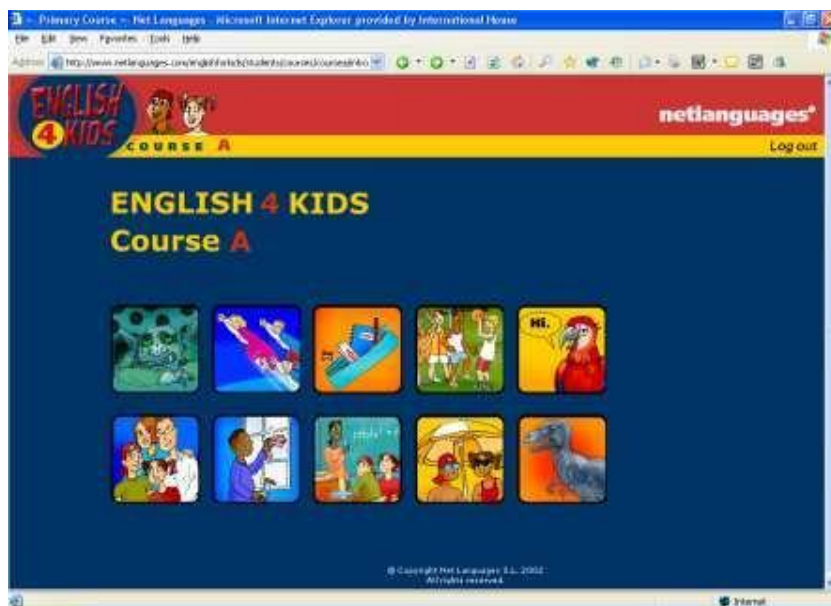 Primary Course - Net Languages - Microsoft Internet Explorer provided by International House
File Edit View Favorites Tools Help
Address
ENGLISH
4 KIDS
COURSE A
netlanguages
Log out
ENGLISH 4 KIDS
Course A
Hi.
© Copyright Net Languages S.L. 2002
All rights reserved.
Internet